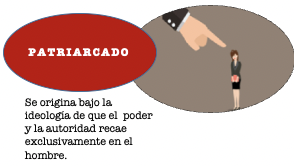 PATRIARCADO
Se origina bajo la
ideología de que el poder
y la autoridad recae
exclusivamente en el
hombre.